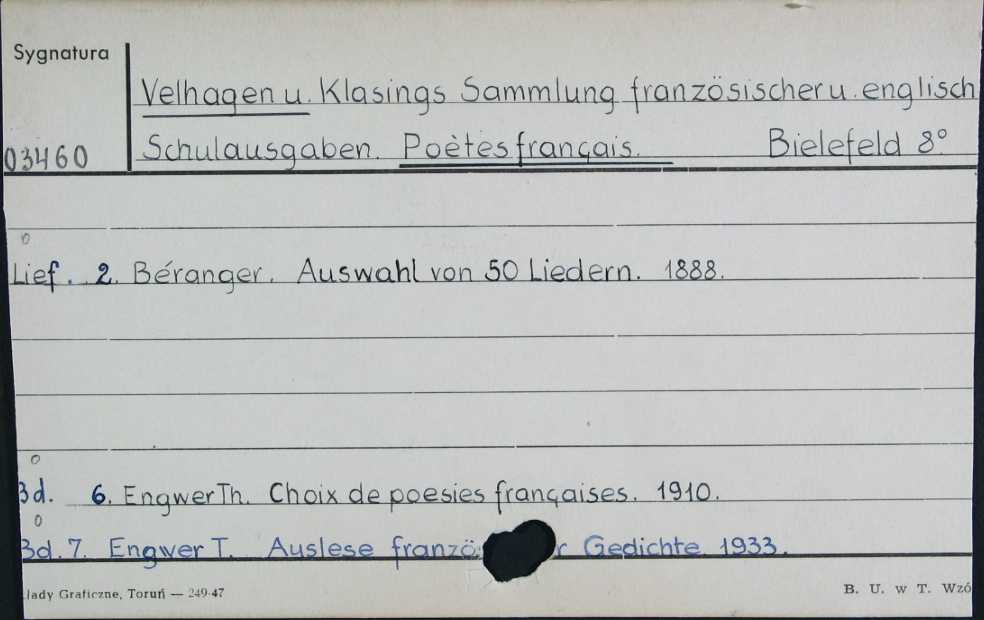 Sygnatura
Velhagen u. Klasings Sammlung französischer u. englisch
03460 Schulausgaben. Poètes français. Bielefeld 8°
Lief. 2. Béranger. Auswahl von 50 Liedern. 1888.
Bd. 6. Engwer Th. Choix de poesies françaises. 1910.
Bd. 7. Engwer T. Auslese franzö r Gedichte 1933.
łady Graficzne, Toruń — 249-47 B. U. w T. Wzó